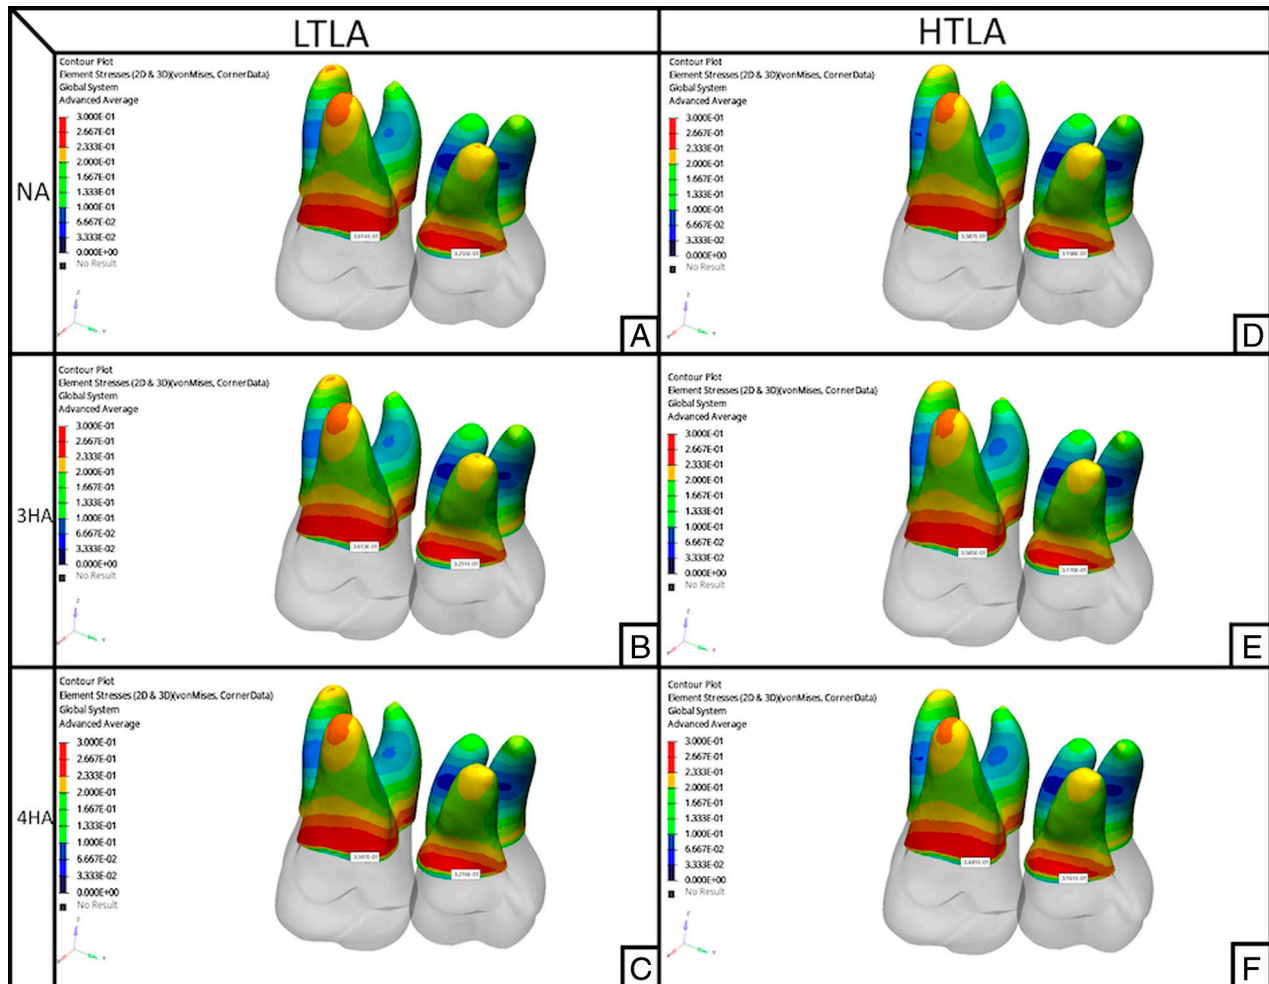 LTLA
HTLA
NA
Contour Plot
Element Stresses (2D & 3D)(vonMises, CornerData)
Global System
Advanced Average
3.000E-01
2.667E-01
2.333E-01
2.000E-01
1.667E-01
1.333E-01
1.000E-01
6.667E-02
3.333E-02
0.000E+00
No Result
Z
Y
A
Contour Plot
Element Stresses (2D & 3D)(vonMises, CornerData)
Global System
Advanced Average
3.000E-01
2.667E-01
2.333E-01
2.000E-01
1.667E-01
1.333E-01
1.000E-01
6.667E-02
3.333E-02
0.000E+00
No Result
Z
Y
D
3HA
Contour Plot
Element Stresses (2D & 3D)(vonMises, CornerData)
Global System
Advanced Average
3.000E-01
2.667E-01
2.333E-01
2.000E-01
1.667E-01
1.333E-01
1.000E-01
6.667E-02
3.333E-02
0.000E+00
No Result
Z
Y
B
Contour Plot
Element Stresses (2D & 3D)(vonMises, CornerData)
Global System
Advanced Average
3.000E-01
2.667E-01
2.333E-01
2.000E-01
1.667E-01
1.333E-01
1.000E-01
6.667E-02
3.333E-02
0.000E+00
No Result
Z
Y
E
4HA
Contour Plot
Element Stresses (2D & 3D)(vonMises, CornerData)
Global System
Advanced Average
3.000E-01
2.667E-01
2.333E-01
2.000E-01
1.667E-01
1.333E-01
1.000E-01
6.667E-02
3.333E-02
0.000E+00
No Result
Z
Y
C
Contour Plot
Element Stresses (2D & 3D)(vonMises, CornerData)
Global System
Advanced Average
3.000E-01
2.667E-01
2.333E-01
2.000E-01
1.667E-01
1.333E-01
1.000E-01
6.667E-02
3.333E-02
0.000E+00
No Result
Z
Y
F